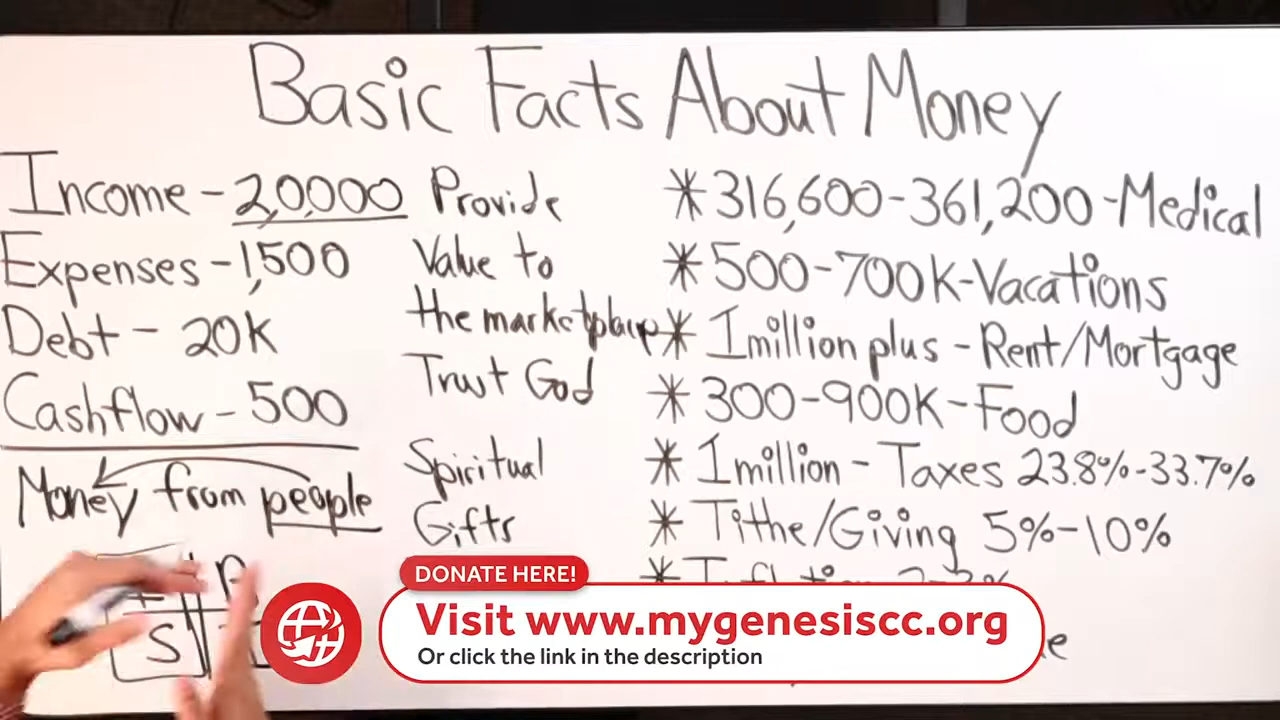 Basic Facts About Money
Income - 20,000
Expenses - 1,500
Debt - 20K
Cashflow - 500
Money from people
S
Provide
Value to
the marketplace
Trust God
Spiritual
Gifts
*316,600-361,200-Medical
*500-700K-Vacations
* 1million plus - Rent/Mortgage
* 300-900K-Food
* 1million - Taxes 23.8%-33.7%
* Tithe/Giving 5%-10%
DONATE HERE!
Visit www.mygenesiscc.org
Or click the link in the description